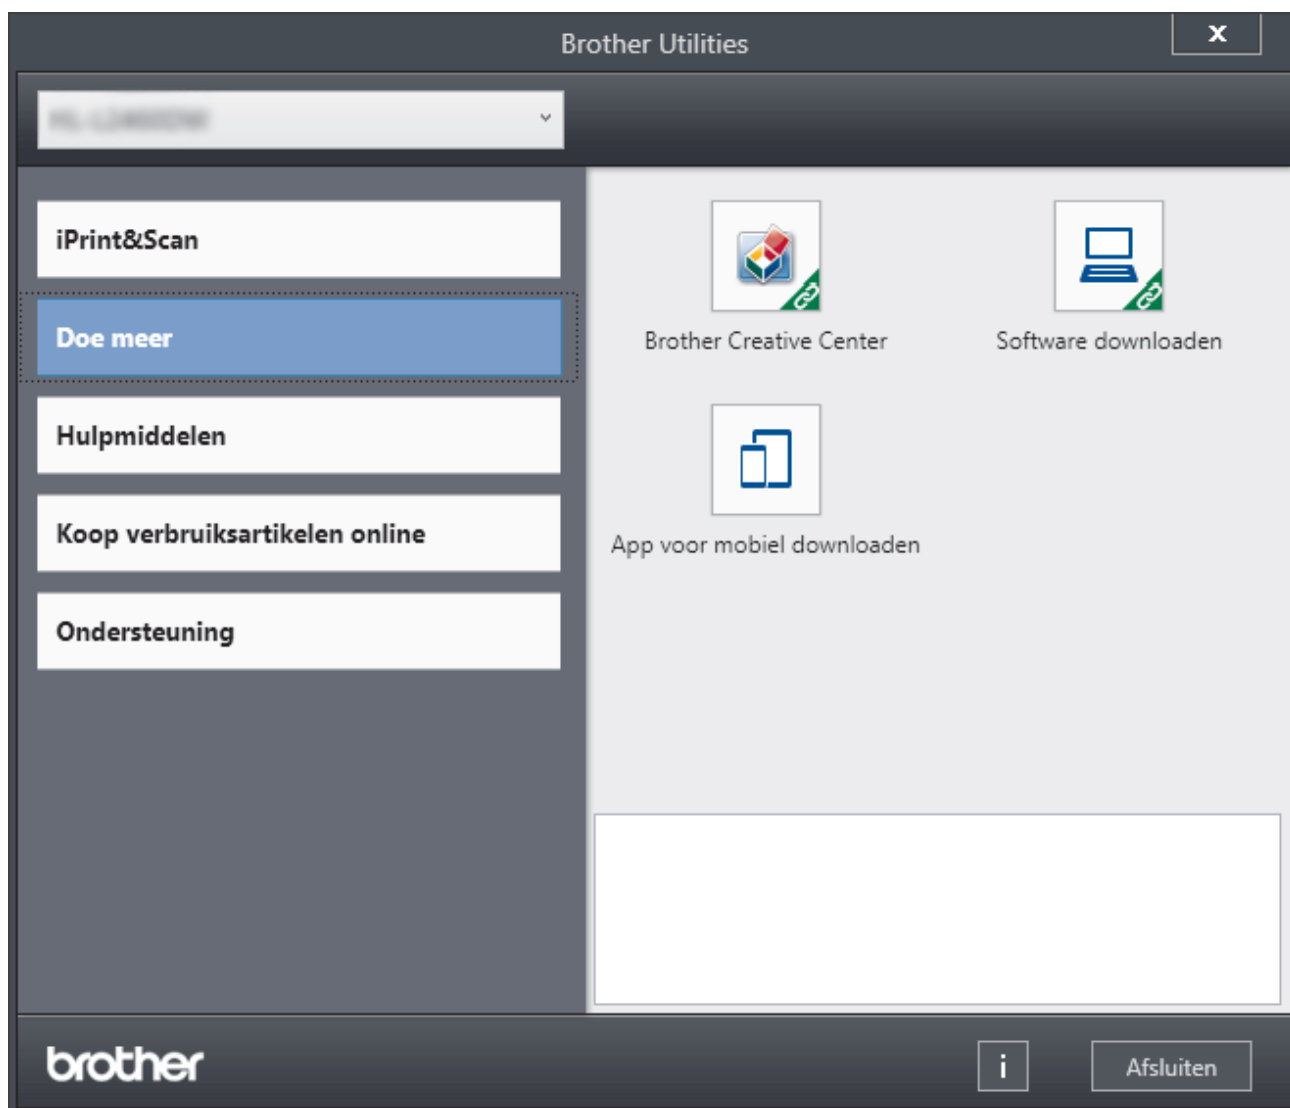 Brother Utilities
x
iPrint&Scan
Doe meer
Hulpmiddelen
Koop verbruiksartikelen online
Ondersteuning
Brother Creative Center
Software downloaden
App voor mobiel downloaden
brother
i
Afsluiten